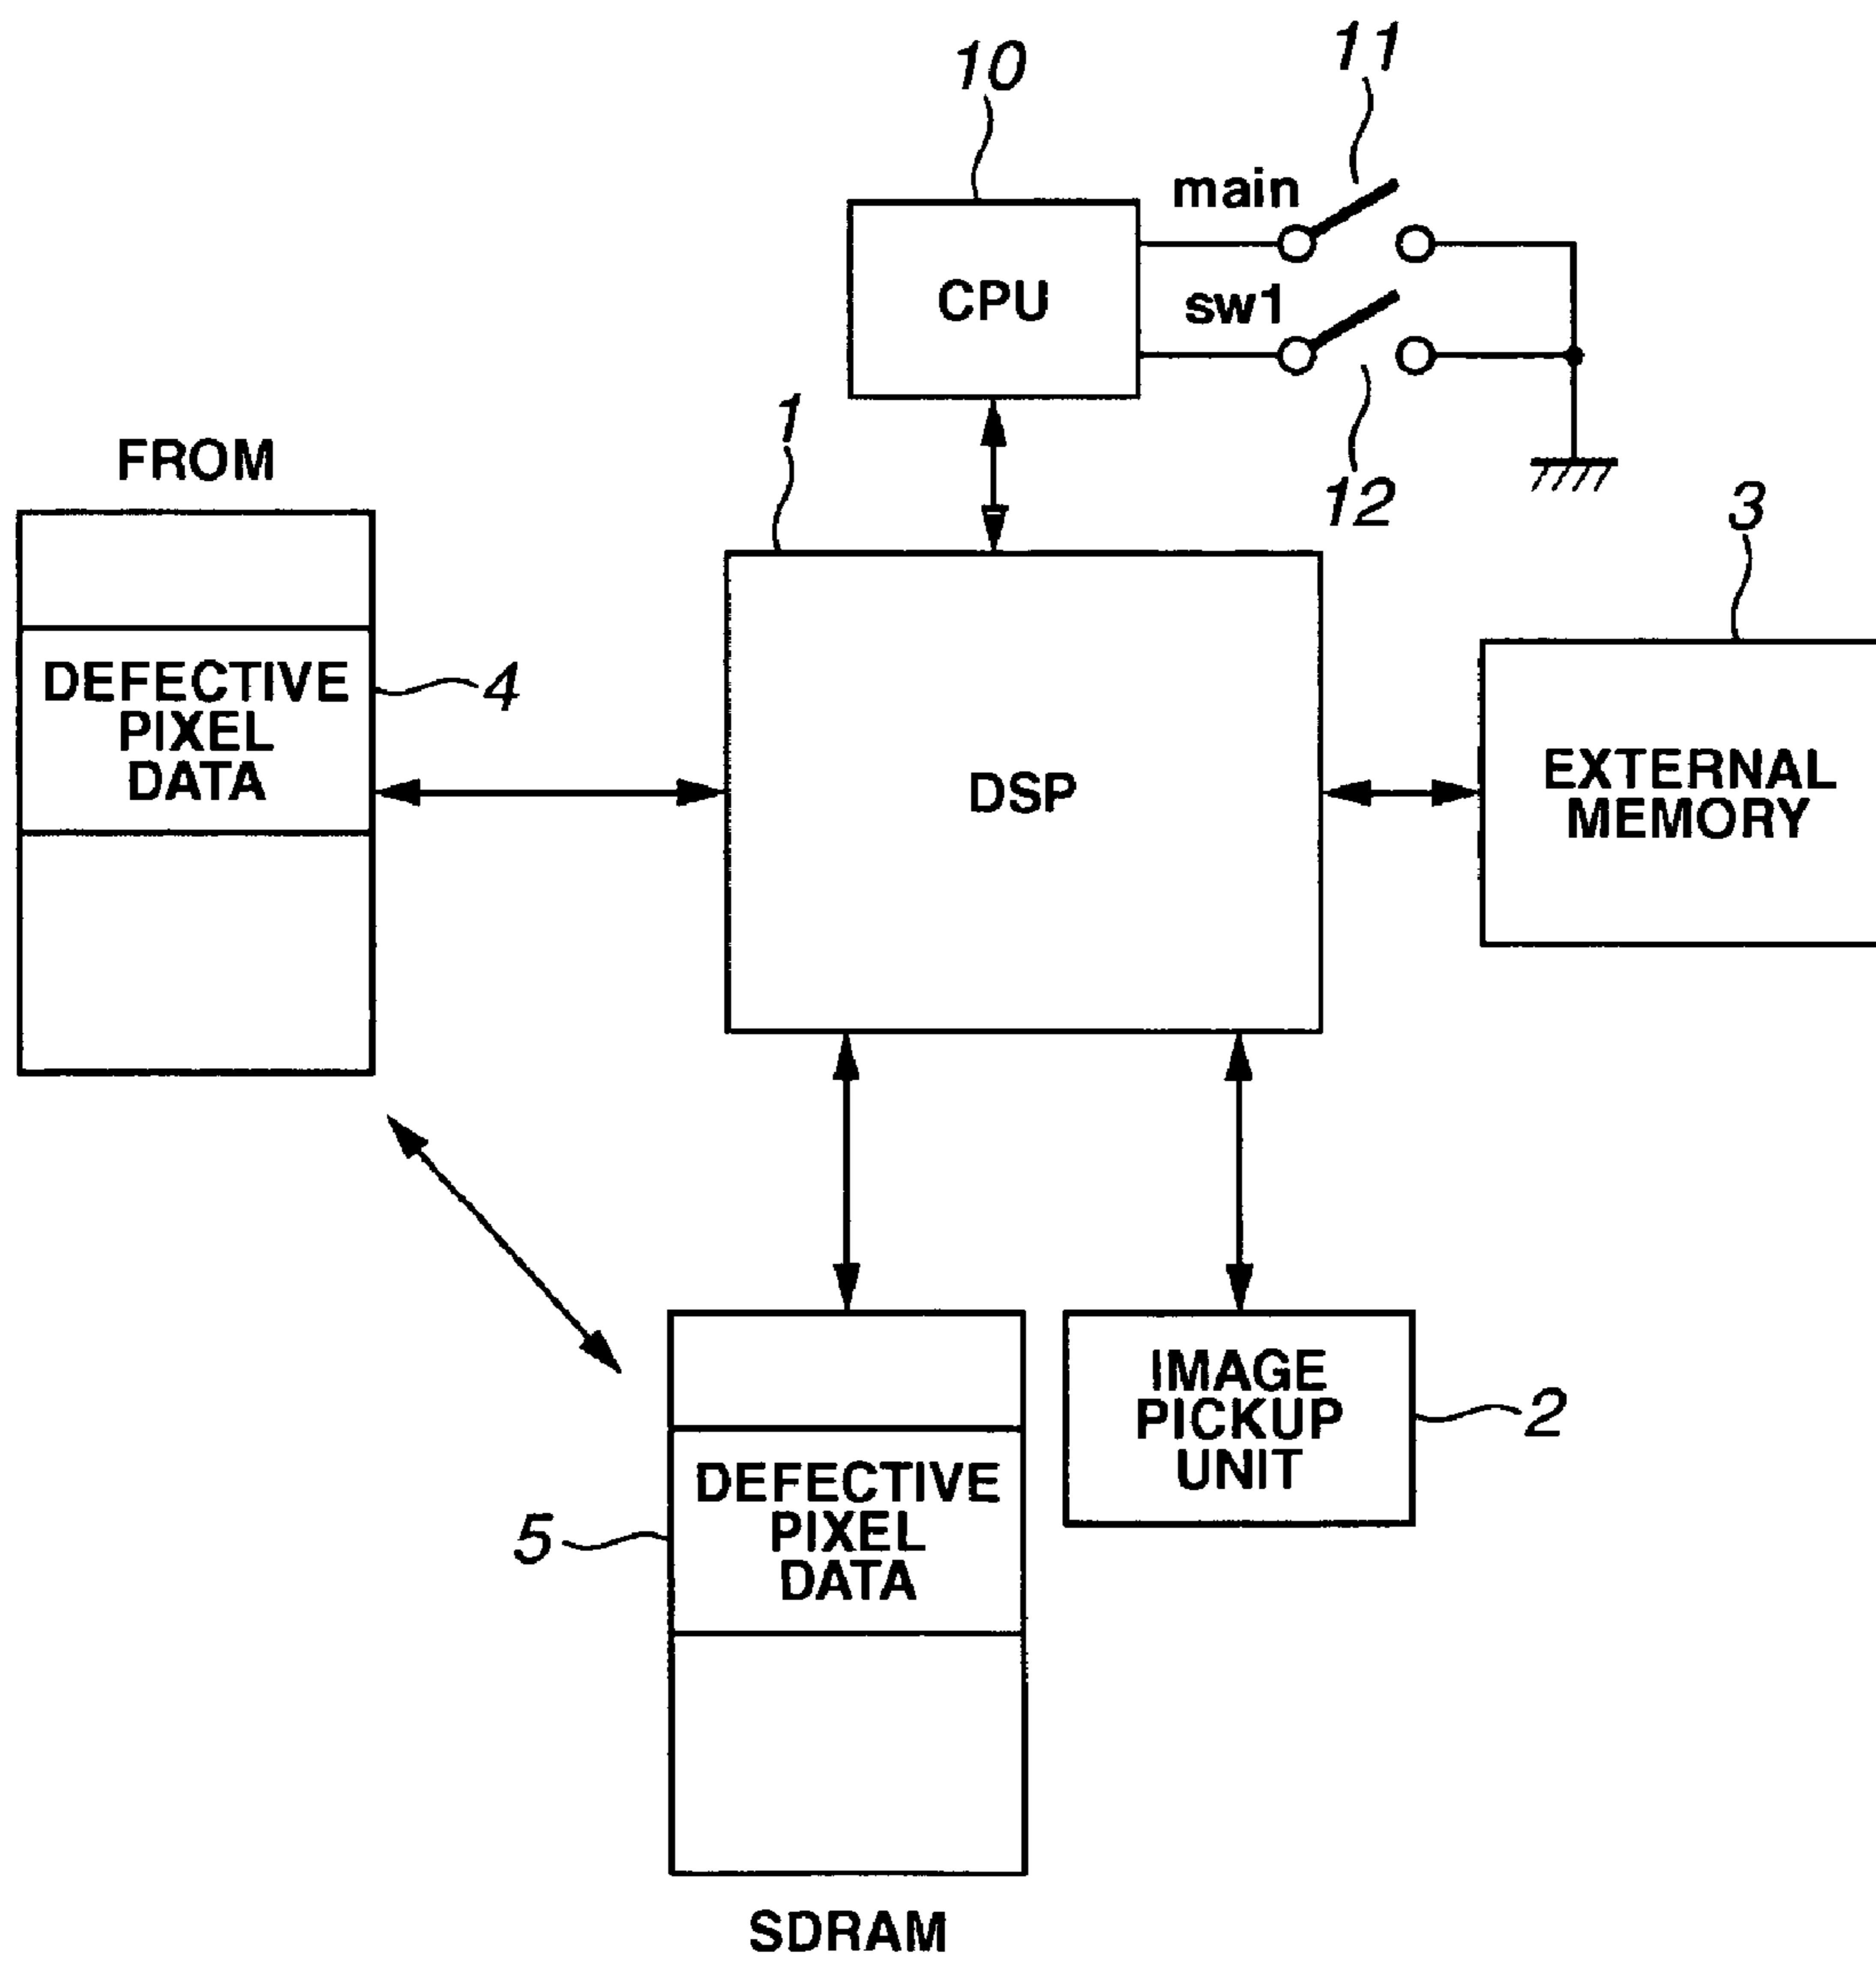 10
11
main
CPU
sw1
12
1
FROM
3
DEFECTIVE
PIXEL
DATA
4
DSP
EXTERNAL
MEMORY
IMAGE
PICKUP
UNIT
2
DEFECTIVE
PIXEL
DATA
5
SDRAM